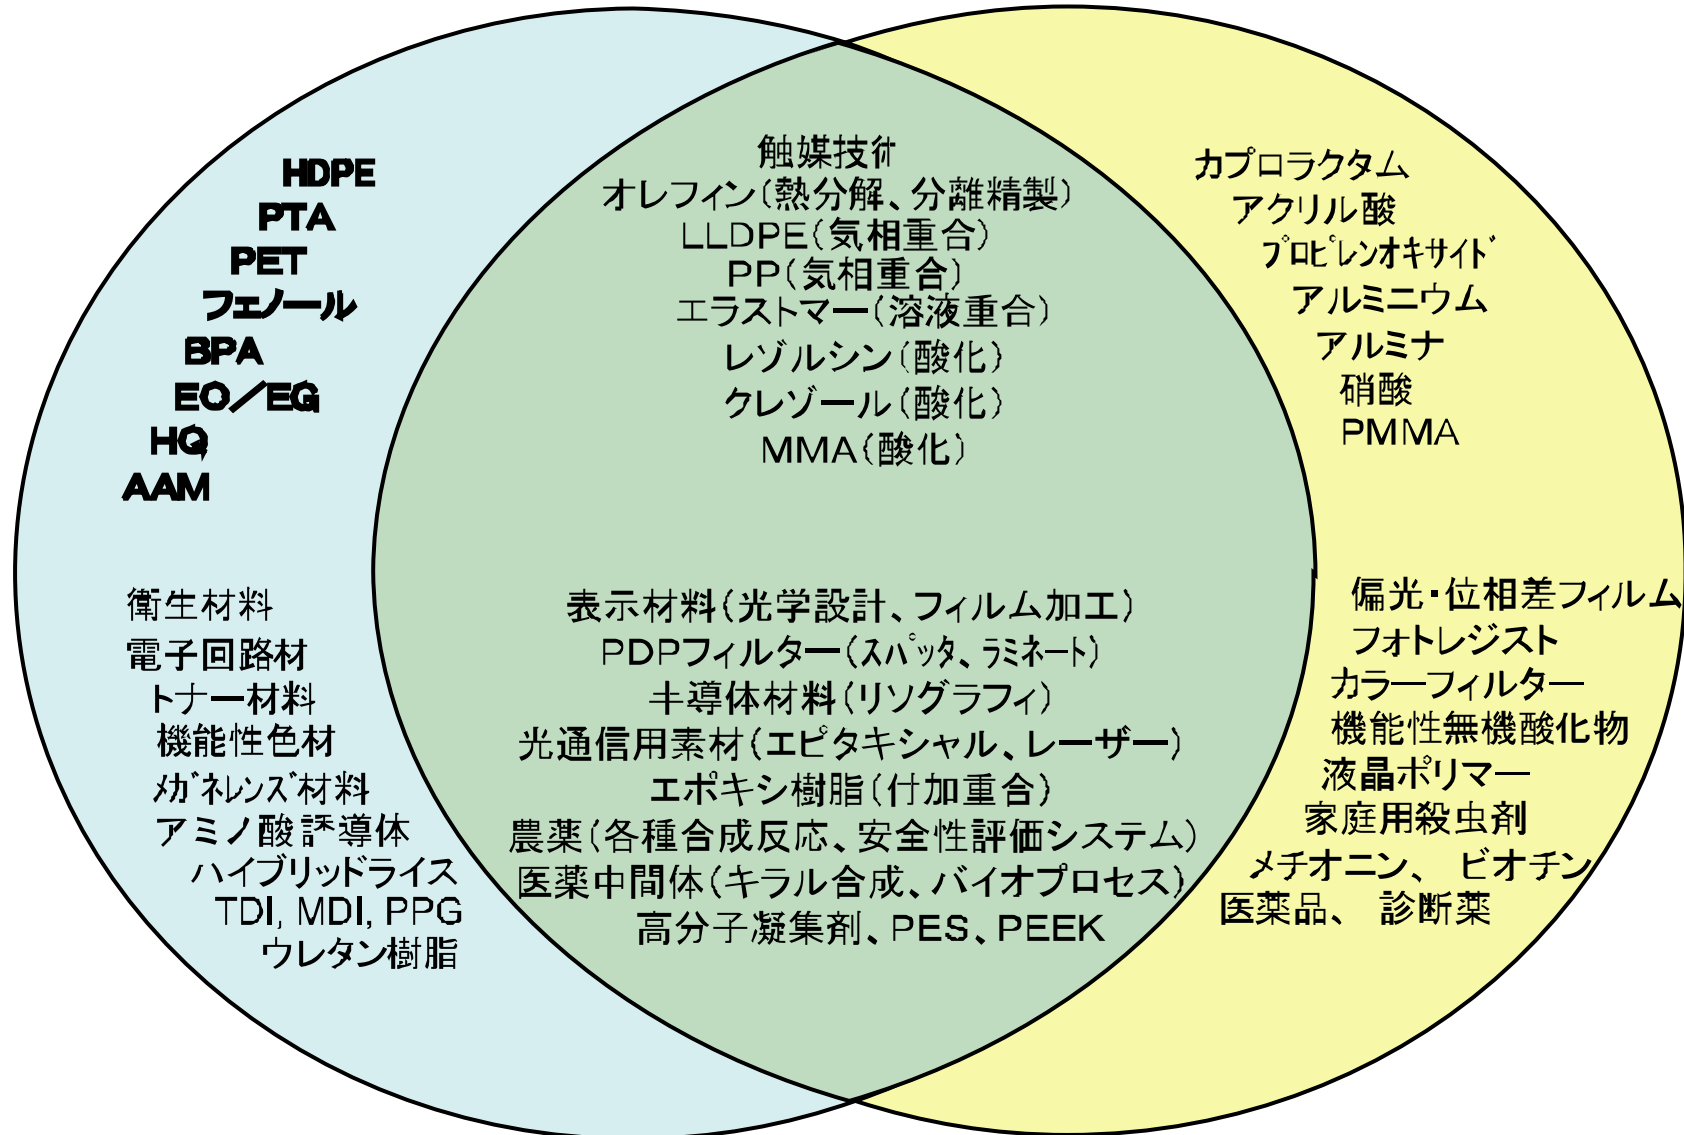 HDPE
PTA
PET
フェノール
BPA
EO／EG
HQ
AAM
触媒技術
オレフィン（熱分解、分離精製）
LLDPE（気相重合）
PP（気相重合）
エラストマー（溶液重合）
レゾルシン（酸化）
クレゾール（酸化）
MMA（酸化）
カプロラクタム
アクリル酸
ﾌﾟﾛﾋﾟﾚﾝｵｷｻｲﾄﾞ
アルミニウム
アルミナ
硝酸
PMMA
衛生材料
電子回路材
トナー材料
機能性色材
ﾒｶﾞﾈﾚﾝｽﾞ材料
アミノ酸誘導体
ハイブリッドライス
TDI, MDI, PPG
ウレタン樹脂
表示材料（光学設計、フィルム加工）
PDPフィルター（ｽﾊﾟｯﾀ、ﾗﾐﾈｰﾄ）
半導体材料（リソグラフィ）
光通信用素材（エピタキシャル、レーザー）
エポキシ樹脂（付加重合）
農薬（各種合成反応、安全性評価システム）
医薬中間体（キラル合成、バイオプロセス）
高分子凝集剤、PES、PEEK
偏光・位相差フィルム
フォトレジスト
カラーフィルター
機能性無機酸化物
液晶ポリマー
家庭用殺虫剤
メチオニン、 ビオチン
医薬品、 診断薬